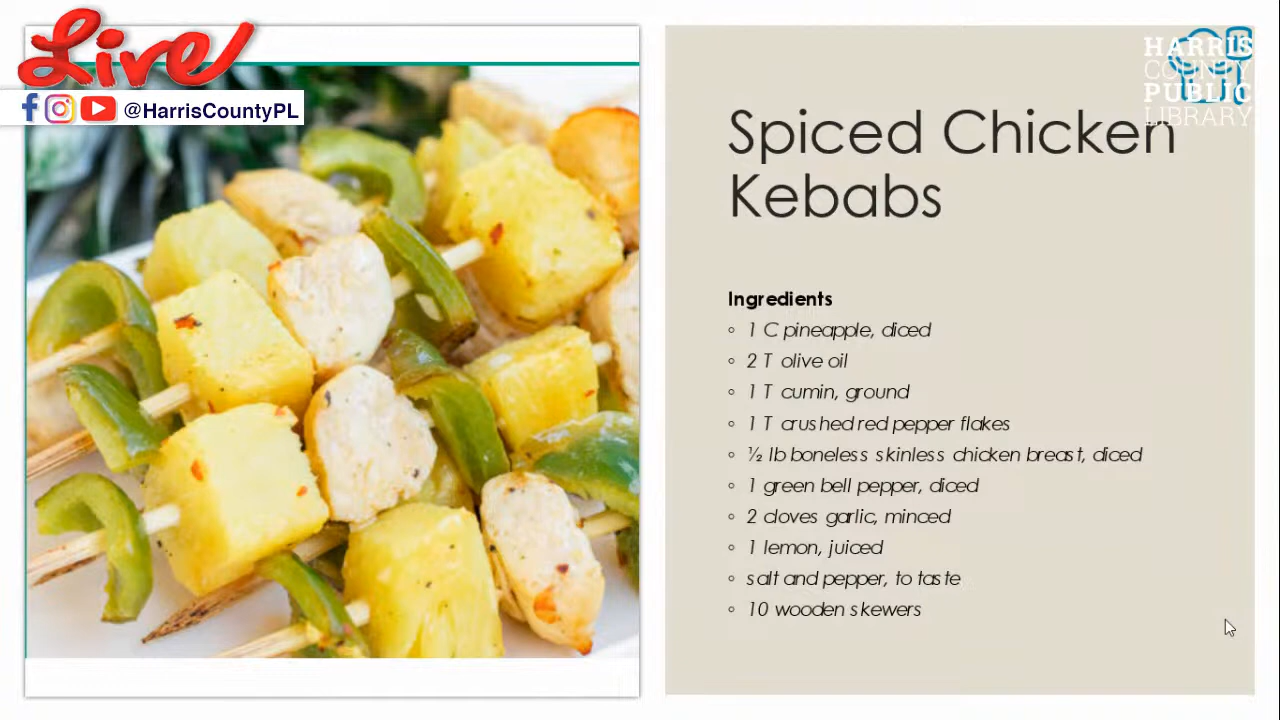 Live
@HarrisCountyPL
HARRIS
COUNTY
PUBLIC
LIBRARY
Spiced Chicken
Kebabs
Ingredients
◦ 1 C pineapple, diced
◦ 2 T olive oil
◦ 1 T cumin, ground
◦ 1 T crushed red pepper flakes
◦ ½ lb boneless skinless chicken breast, diced
◦ 1 green bell pepper, diced
◦ 2 cloves garlic, minced
◦ 1 lemon, juiced
◦ salt and pepper, to taste
◦ 10 wooden skewers